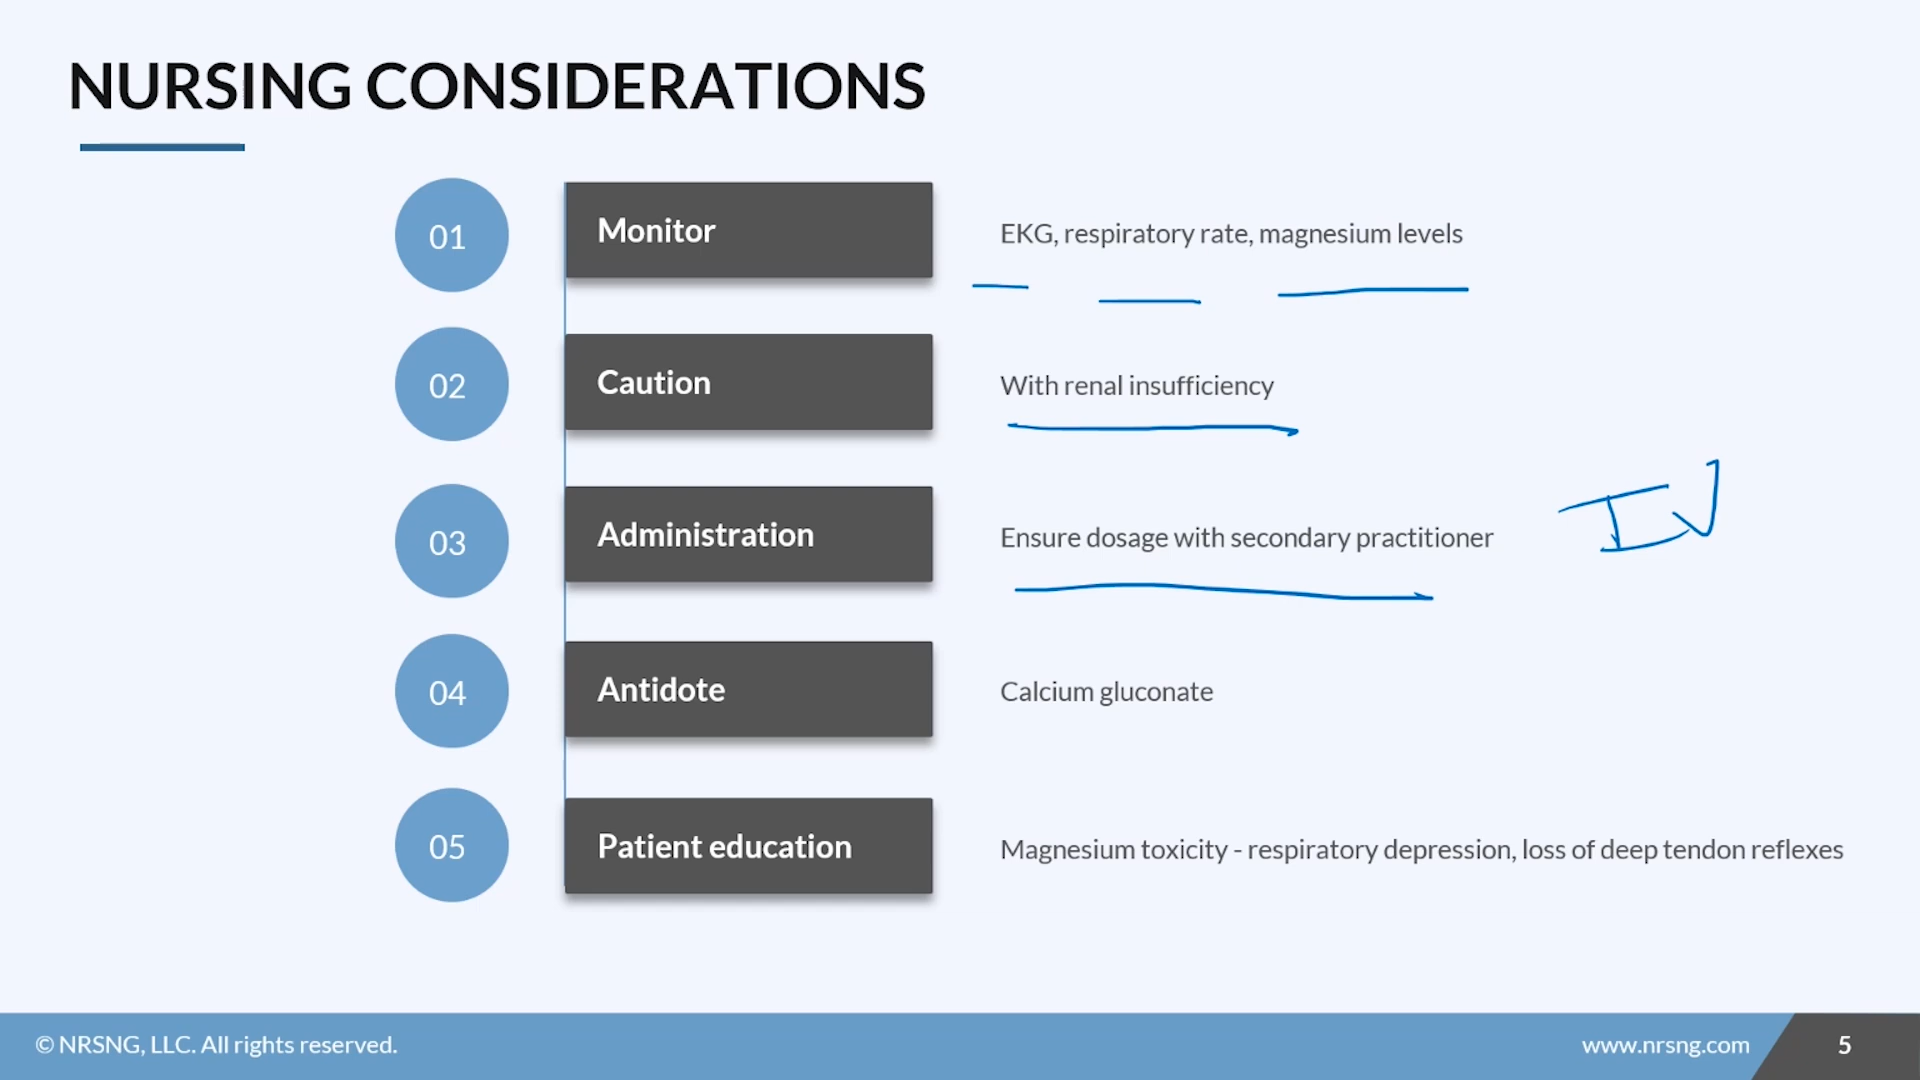 NURSING CONSIDERATIONS
01 Monitor EKG, respiratory rate, magnesium levels
02 Caution With renal insufficiency
03 Administration Ensure dosage with secondary practitioner IV
04 Antidote Calcium gluconate
05 Patient education Magnesium toxicity - respiratory depression, loss of deep tendon reflexes
© NRSNG, LLC. All rights reserved. www.nrsng.com 5